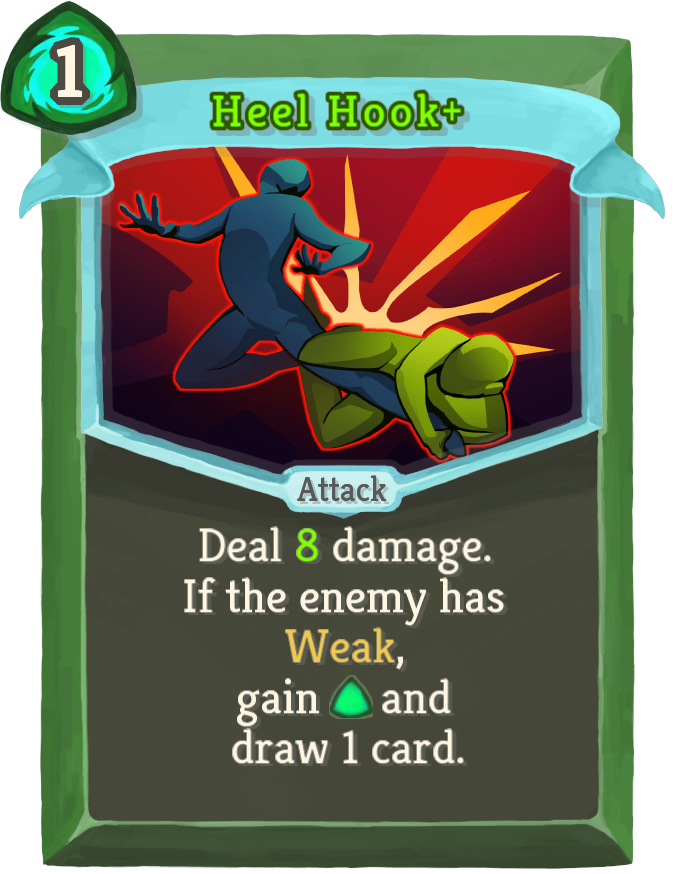 1
Heel Hook+
Attack
Deal 8 damage.
If the enemy has
Weak,
gain and
draw 1 card.